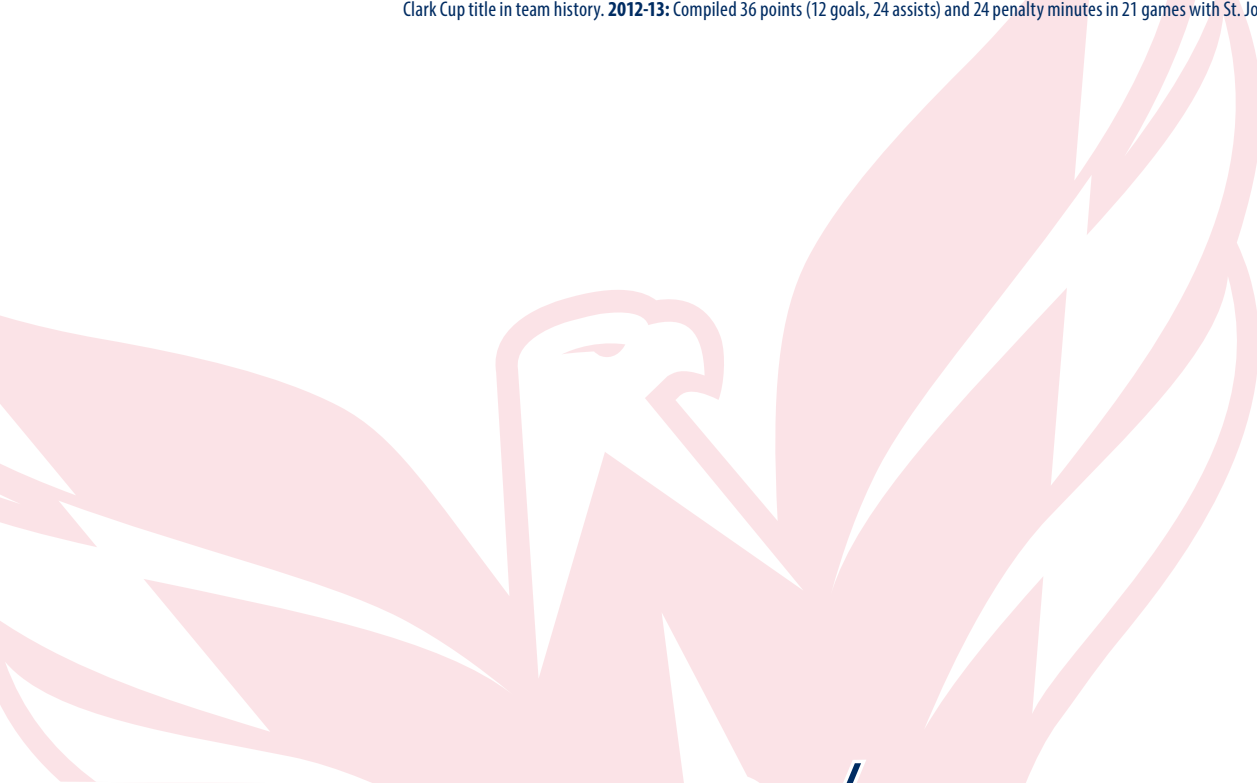 Clark Cup title in team history. 2012-13: Compiled 36 points (12 goals, 24 assists) and 24 penalty minutes in 21 games with St. Jo